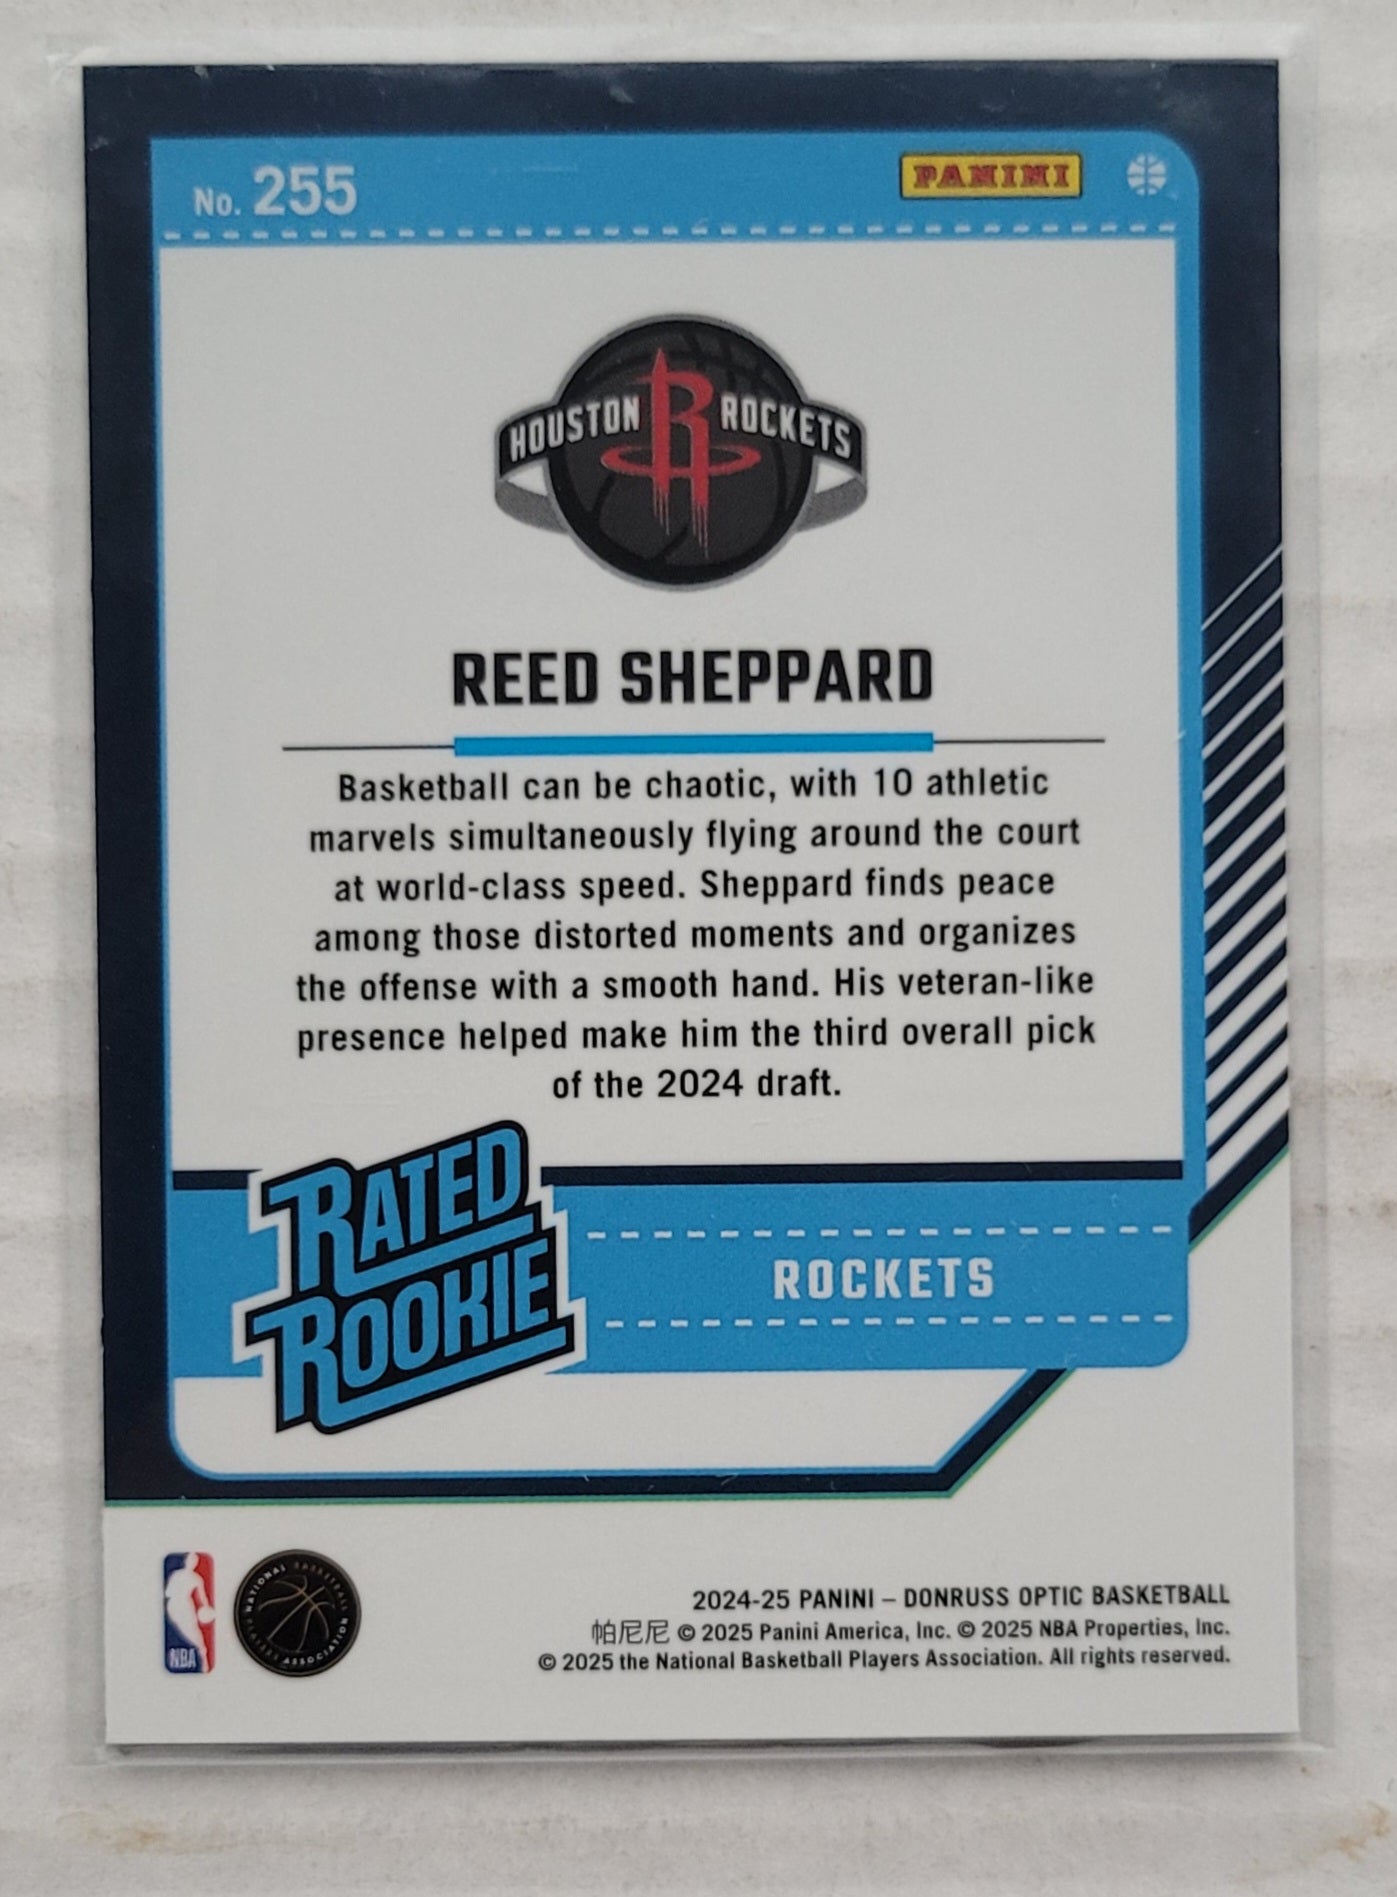 No. 255
PANINI
HOUSTON ROCKETS
REED SHEPPARD
Basketball can be chaotic, with 10 athletic
marvels simultaneously flying around the court
at world-class speed. Sheppard finds peace
among those distorted moments and organizes
the offense with a smooth hand. His veteran-like
presence helped make him the third overall pick
of the 2024 draft.
RATED
ROOKIE
ROCKETS
NBA
NATIONAL BASKETBALL
PLAYERS ASSOCIATION
2024-25 PANINI – DONRUSS OPTIC BASKETBALL
帕尼尼 © 2025 Panini America, Inc. © 2025 NBA Properties, Inc.
© 2025 the National Basketball Players Association. All rights reserved.